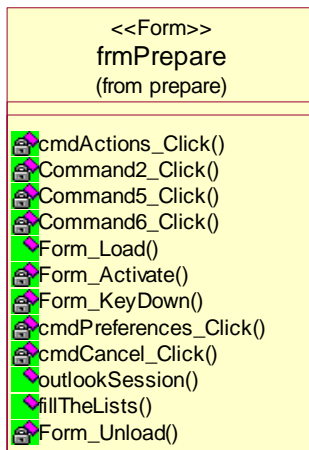 <<Form>>
frmPrepare
(from prepare)
cmdActions_Click()
Command2_Click()
Command5_Click()
Command6_Click()
Form_Load()
Form_Activate()
Form_KeyDown()
cmdPreferences_Click()
cmdCancel_Click()
outlookSession()
fillTheLists()
Form_Unload()